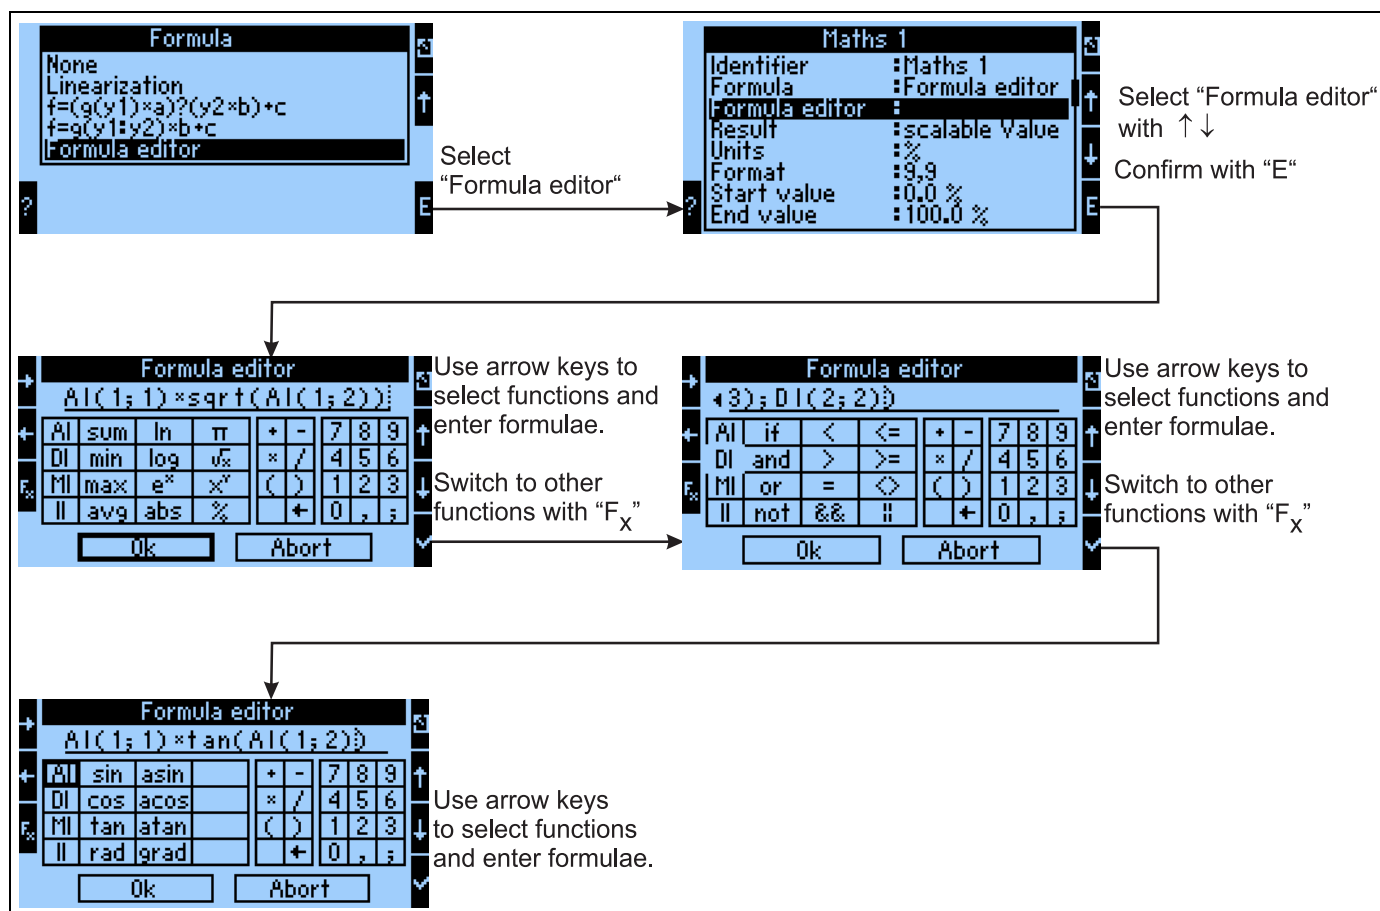 Formula
None
Linearization
f=(g(y1)×a)?(y2×b)+c
f=g(y1:y2)×b+c
Formula editor
?
E
Select
“Formula editor“
Maths 1
Identifier :Maths 1
Formula :Formula editor
Formula editor :
Result :scalable Value
Units :%
Format :9,9
Start value :0.0 %
End value :100.0 %
?
↑
↓
E
Select “Formula editor“
with ↑↓
Confirm with “E“
Formula editor
AI(1;1)×sqrt(AI(1;2))
AI sum ln π + - 7 8 9
DI min log √x × / 4 5 6
MI max eˣ xʸ ( ) 1 2 3
II avg abs % ← 0 , ;
Ok Abort
→
←
Fx
↑
↓
Use arrow keys to
select functions and
enter formulae.
Switch to other
functions with “Fx”
Formula editor
◂3);DI(2;2))
AI if < <= + - 7 8 9
DI and > >= × / 4 5 6
MI or = <> ( ) 1 2 3
II not && || ← 0 , ;
Ok Abort
→
←
Fx
↑
↓
Use arrow keys to
select functions and
enter formulae.
Switch to other
functions with “Fx”
Formula editor
AI(1;1)×tan(AI(1;2))
AI sin asin + - 7 8 9
DI cos acos × / 4 5 6
MI tan atan ( ) 1 2 3
II rad grad ← 0 , ;
Ok Abort
→
←
Fx
↑
↓
Use arrow keys
to select functions
and enter formulae.